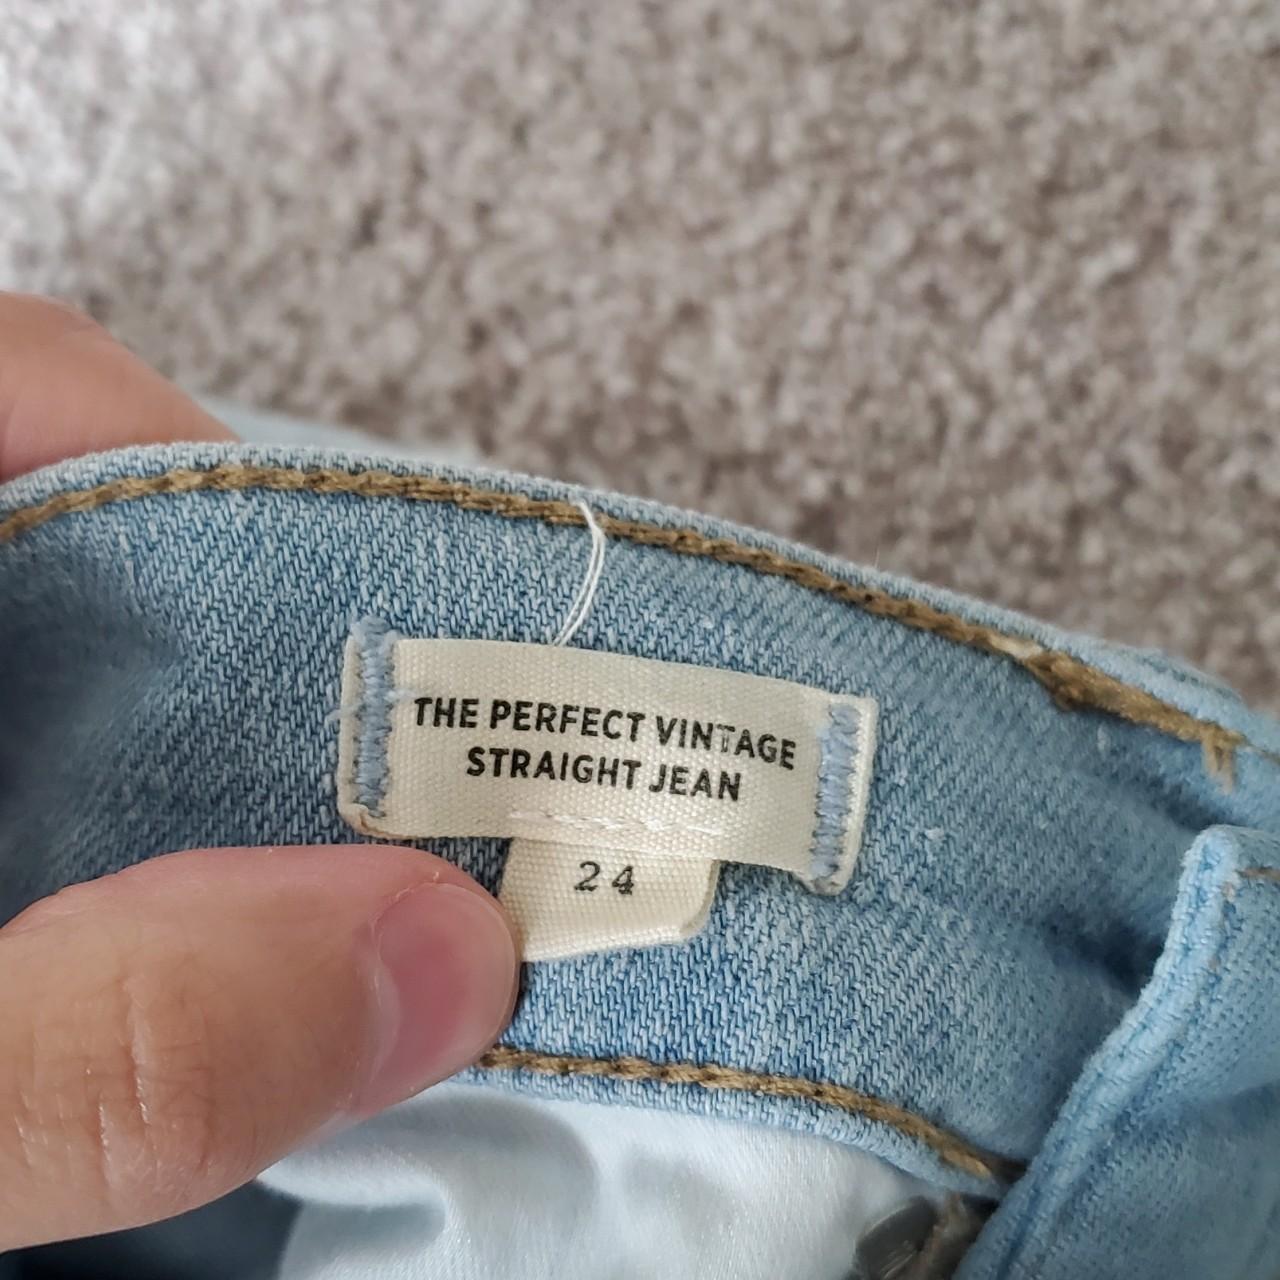 THE PERFECT VINTAGE
STRAIGHT JEAN
24